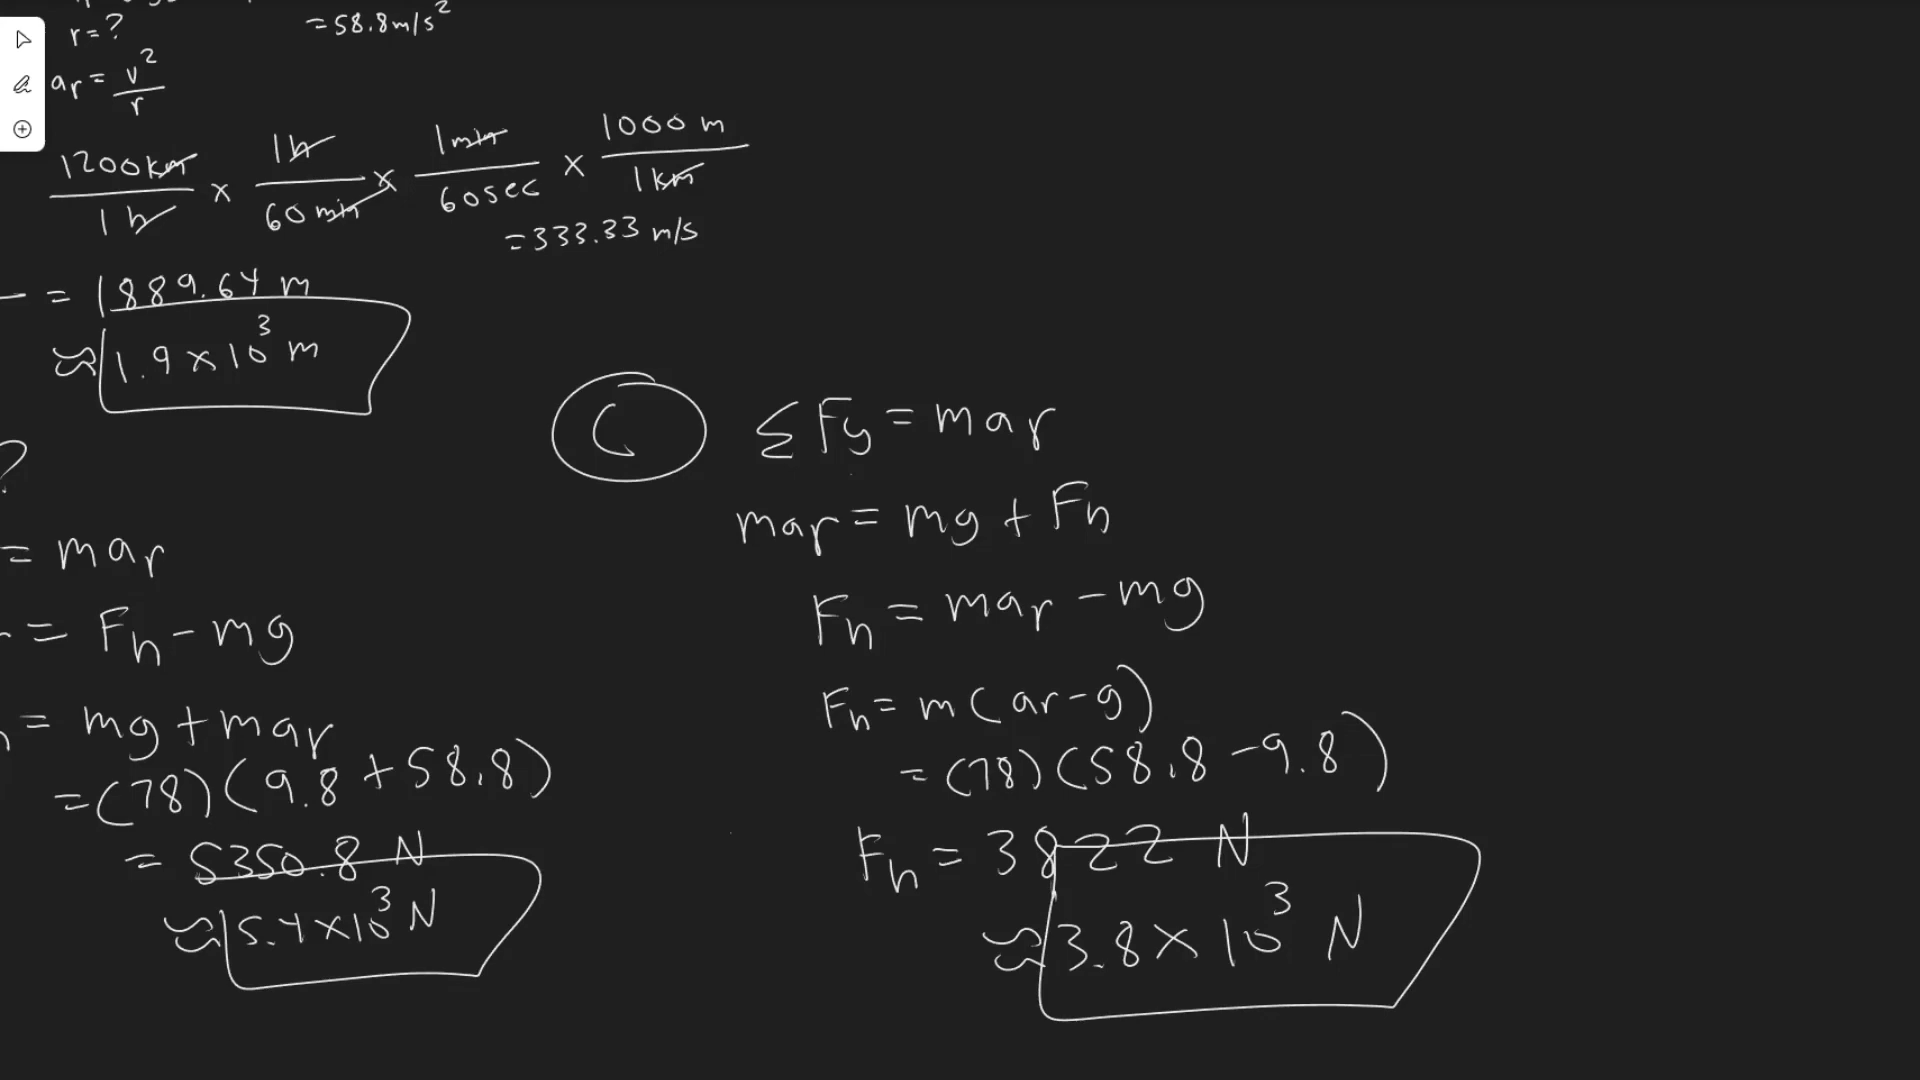 r = ?
= 58.8 m/s²
ar = v²/r
1200km/1h × 1h/60min × 1min/60sec × 1000m/1km
= 333.33 m/s
= 1889.64 m
≈ 1.9 × 10³ m
?
= mar
= Fn - mg
= mg + mar
= (78)(9.8 + 58.8)
= 5350.8 N
≈ 5.4 × 10³ N
C ΣFy = mar
mar = mg + Fn
Fn = mar - mg
Fn = m(ar - g)
= (78)(58.8 - 9.8)
Fn = 3822 N
≈ 3.8 × 10³ N